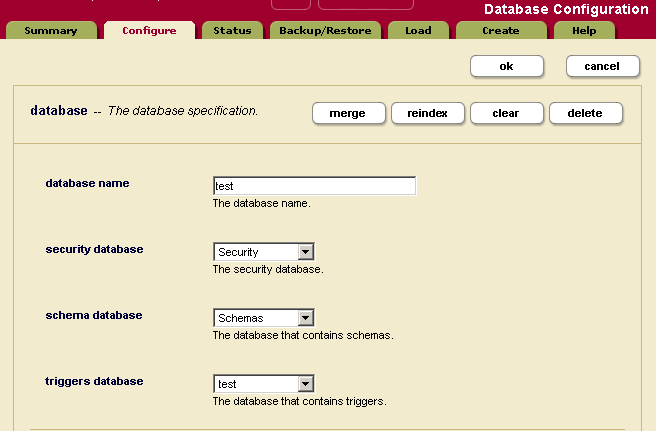 Database Configuration
Summary Configure Status Backup/Restore Load Create Help
ok cancel
database -- The database specification. merge reindex clear delete
database name test
The database name.
security database Security
The security database.
schema database Schemas
The database that contains schemas.
triggers database test
The database that contains triggers.